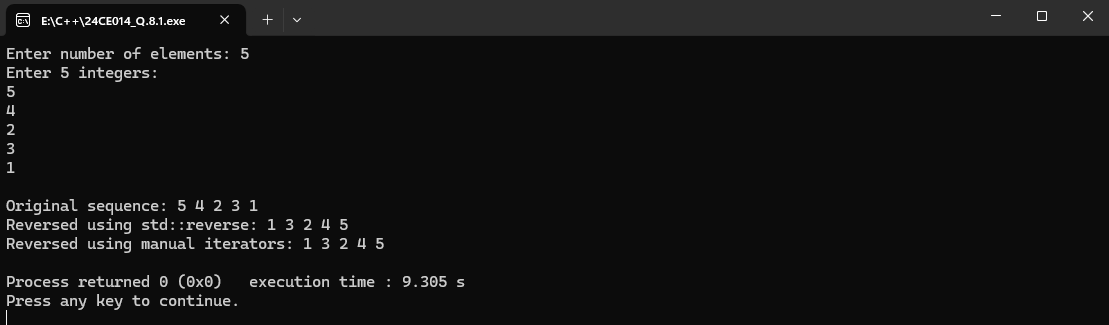 E:\C++\24CE014_Q.8.1.exe
Enter number of elements: 5
Enter 5 integers:
5
4
2
3
1
Original sequence: 5 4 2 3 1
Reversed using std::reverse: 1 3 2 4 5
Reversed using manual iterators: 1 3 2 4 5
Process returned 0 (0x0)   execution time : 9.305 s
Press any key to continue.